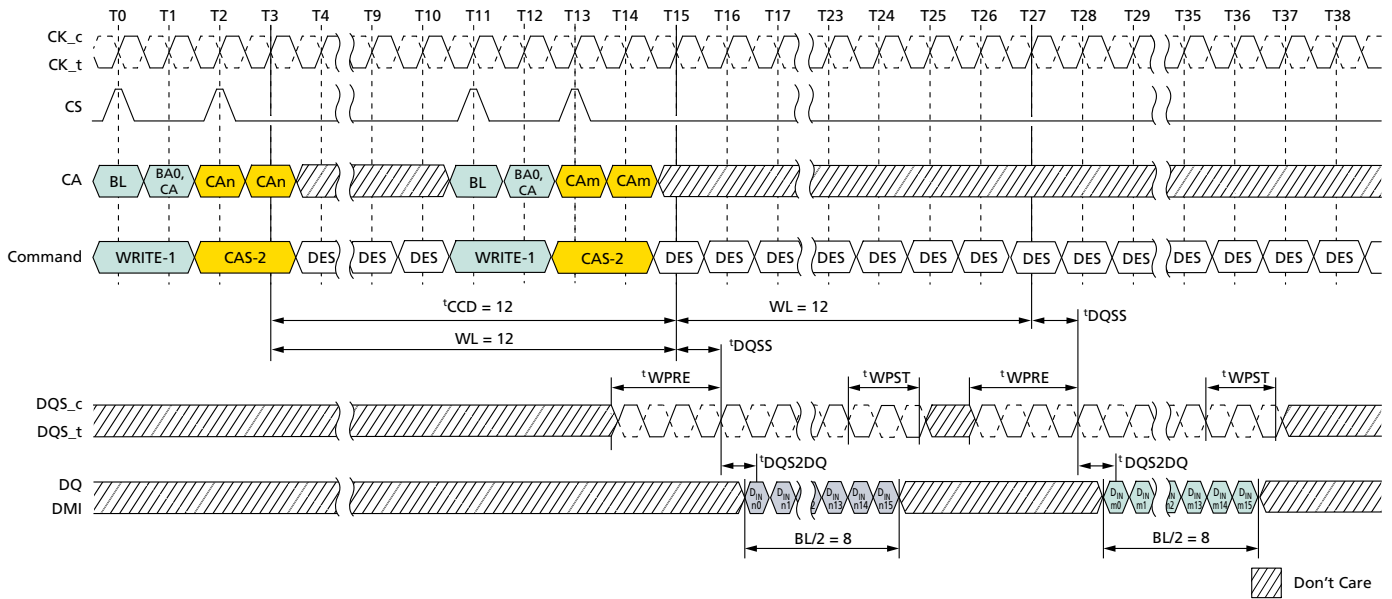 T0 T1 T2 T3 T4 T9 T10 T11 T12 T13 T14 T15 T16 T17 T23 T24 T25 T26 T27 T28 T29 T35 T36 T37 T38
CK_c
CK_t
CS
CA BL BA0, CA CAn CAn BL BA0, CA CAm CAm
Command WRITE-1 CAS-2 DES DES DES WRITE-1 CAS-2 DES DES DES DES DES DES DES DES DES DES DES DES DES DES
tCCD = 12 WL = 12 tDQSS
WL = 12 tDQSS
tWPRE tWPST tWPRE tWPST
DQS_c
DQS_t
tDQS2DQ tDQS2DQ
DQ
DMI
DIN n0 DIN n1 DIN n13 DIN n14 DIN n15 DIN m0 DIN m1 DIN m13 DIN m14 DIN m15
BL/2 = 8 BL/2 = 8
Don't Care